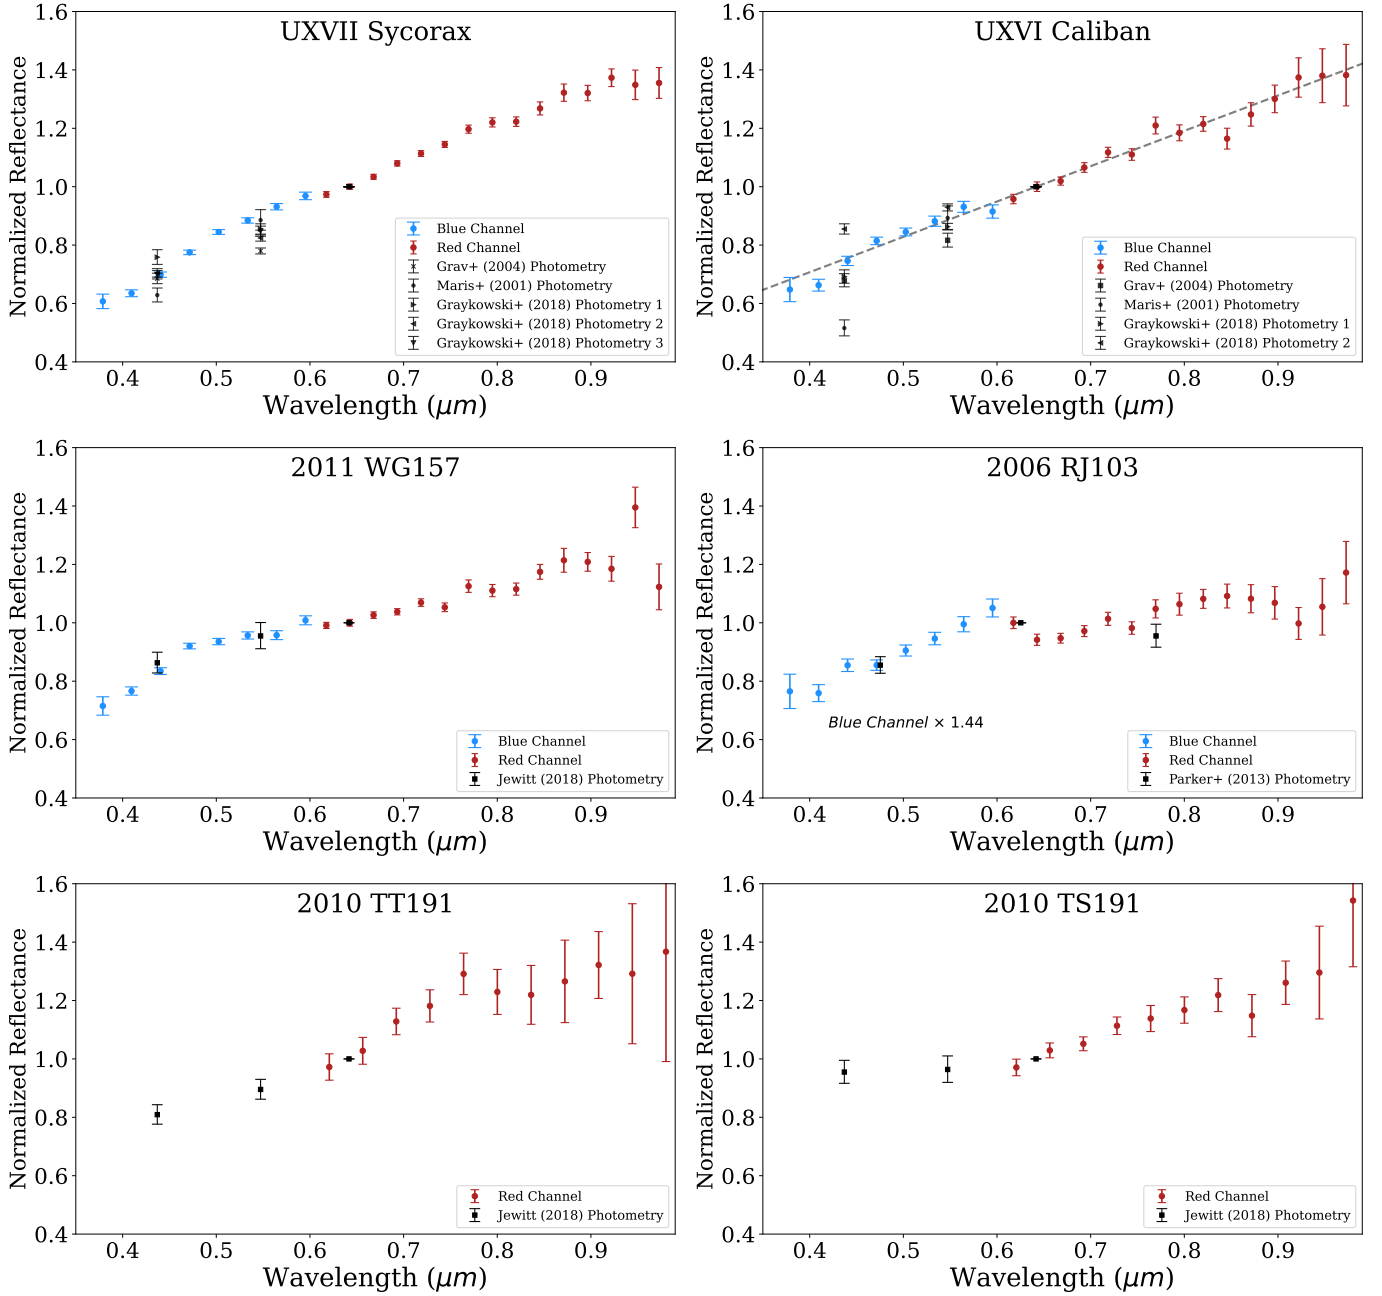 UXVII Sycorax
Normalized Reflectance
1.6
1.4
1.2
1.0
0.8
0.6
0.4
Blue Channel
Red Channel
Grav+ (2004) Photometry
Maris+ (2001) Photometry
Graykowski+ (2018) Photometry 1
Graykowski+ (2018) Photometry 2
Graykowski+ (2018) Photometry 3
0.4 0.5 0.6 0.7 0.8 0.9
Wavelength (μm)
UXVI Caliban
Normalized Reflectance
1.6
1.4
1.2
1.0
0.8
0.6
0.4
Blue Channel
Red Channel
Grav+ (2004) Photometry
Maris+ (2001) Photometry
Graykowski+ (2018) Photometry 1
Graykowski+ (2018) Photometry 2
0.4 0.5 0.6 0.7 0.8 0.9
Wavelength (μm)
2011 WG157
Normalized Reflectance
1.6
1.4
1.2
1.0
0.8
0.6
0.4
Blue Channel
Red Channel
Jewitt (2018) Photometry
0.4 0.5 0.6 0.7 0.8 0.9
Wavelength (μm)
2006 RJ103
Normalized Reflectance
1.6
1.4
1.2
1.0
0.8
0.6
0.4
Blue Channel × 1.44
Blue Channel
Red Channel
Parker+ (2013) Photometry
0.4 0.5 0.6 0.7 0.8 0.9
Wavelength (μm)
2010 TT191
Normalized Reflectance
1.6
1.4
1.2
1.0
0.8
0.6
0.4
Red Channel
Jewitt (2018) Photometry
0.4 0.5 0.6 0.7 0.8 0.9
Wavelength (μm)
2010 TS191
Normalized Reflectance
1.6
1.4
1.2
1.0
0.8
0.6
0.4
Red Channel
Jewitt (2018) Photometry
0.4 0.5 0.6 0.7 0.8 0.9
Wavelength (μm)